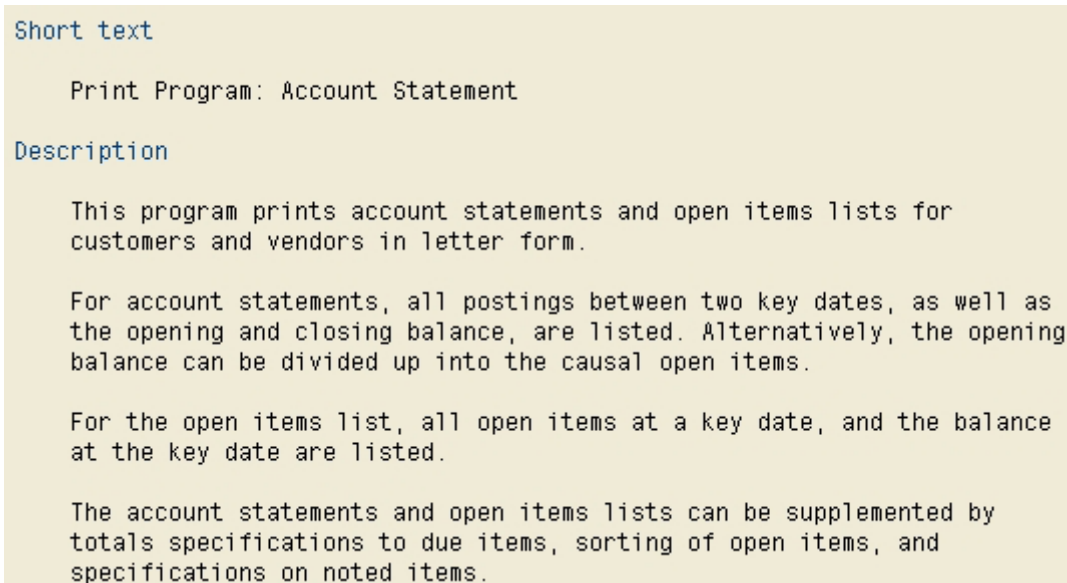 Short text
Print Program: Account Statement
Description
This program prints account statements and open items lists for
customers and vendors in letter form.
For account statements, all postings between two key dates, as well as
the opening and closing balance, are listed. Alternatively, the opening
balance can be divided up into the causal open items.
For the open items list, all open items at a key date, and the balance
at the key date are listed.
The account statements and open items lists can be supplemented by
totals specifications to due items, sorting of open items, and
specifications on noted items.